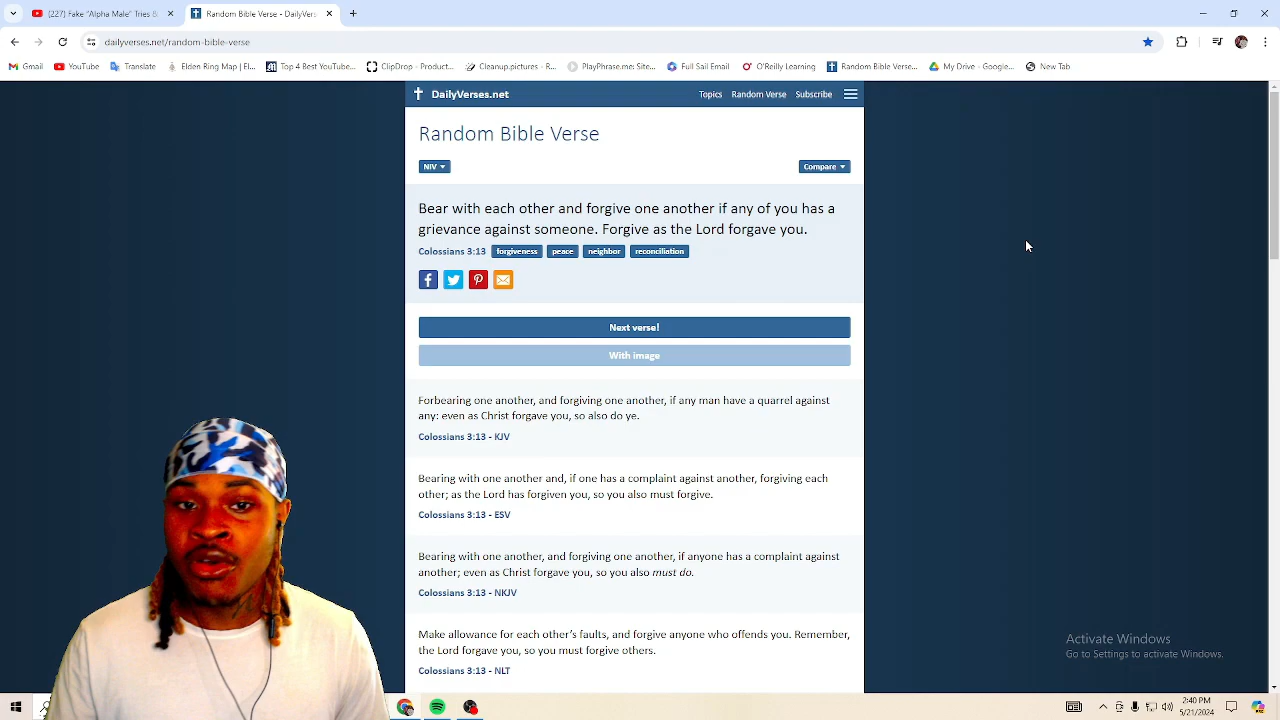 (227) Fake "Alpha Male" Tries
Random Bible Verse - DailyVers
dailyverses.net/random-bible-verse
Gmail
YouTube
Translate
Elden Ring Map | El...
Top 4 Rest YouTube...
ClipDrop - Product...
Cleanup.pictures - R...
PlayPhrase.me: Site...
Full Sail Email
O'Reilly Learning
Random Bible Verse...
My Drive - Google...
New Tab
DailyVerses.net
Topics Random Verse Subscribe
Random Bible Verse
NIV
Compare
Bear with each other and forgive one another if any of you has a
grievance against someone. Forgive as the Lord forgave you.
Colossians 3:13 forgiveness peace neighbor reconciliation
Next verse!
With image
Forbearing one another, and forgiving one another, if any man have a quarrel against
any: even as Christ forgave you, so also do ye.
Colossians 3:13 - KJV
Bearing with one another and, if one has a complaint against another, forgiving each
other; as the Lord has forgiven you, so you also must forgive.
Colossians 3:13 - ESV
Bearing with one another, and forgiving one another, if anyone has a complaint against
another; even as Christ forgave you, so you also must do.
Colossians 3:13 - NKJV
Make allowance for each other's faults, and forgive anyone who offends you. Remember,
the Lord forgave you, so you must forgive others.
Colossians 3:13 - NLT
Activate Windows
Go to Settings to activate Windows.
2:40 PM
5/21/2024